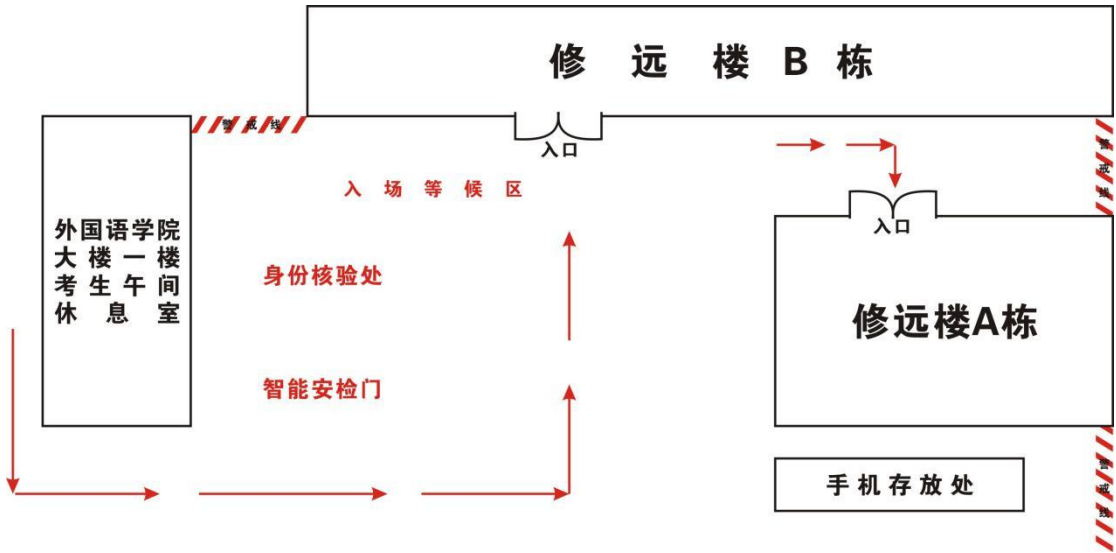 修远楼B栋
警戒线
入口
警戒线
入场等候区
入口
外国语学院
大楼一楼
考生午间
休息室
身份核验处
修远楼A栋
智能安检门
手机存放处
警戒线